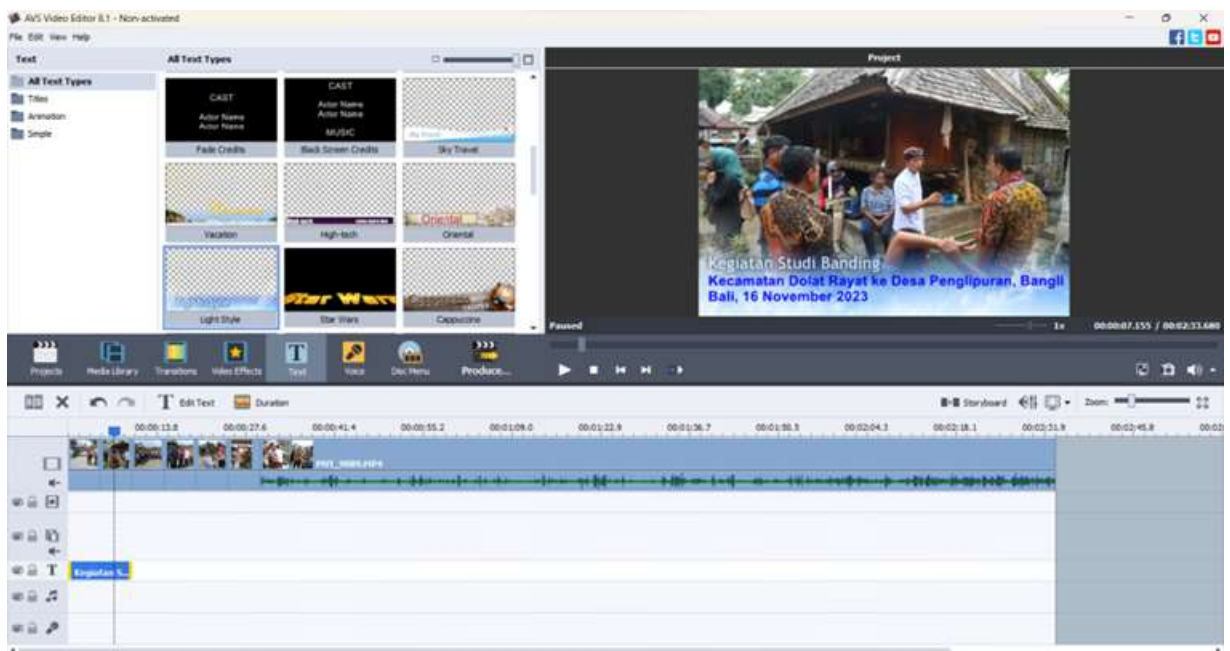 AVS Video Editor 8.1 - Non-activated
File Edit View Help
Text
All Text Types
Project
All Text Types
Titles
Animation
Simple
CAST
Actor Name
Actor Name
Fade Credits
CAST
Actor Name
Actor Name
MUSIC
Black Screen Credits
Sky Travel
Vacation
High-tech
Oriental
Oriental
Light Style
Star Wars
Star Wars
Cappuccino
Kegiatan Studi Banding
Kecamatan Dolat Rayat ke Desa Penglipuran, Bangli
Bali, 16 November 2023
Paused
1x
00:00:07.155 / 00:02:33.680
Projects
Media Library
Transitions
Video Effects
Text
Voice
Disc Menu
Produce...
Edit Text
Duration
Storyboard
Zoom:
00:00:13.8 00:00:27.6 00:00:41.4 00:00:55.2 00:01:09.0 00:01:22.9 00:01:36.7 00:01:50.5 00:02:04.3 00:02:18.1 00:02:31.9 00:02:45.8 00:02
Kegiatan S...